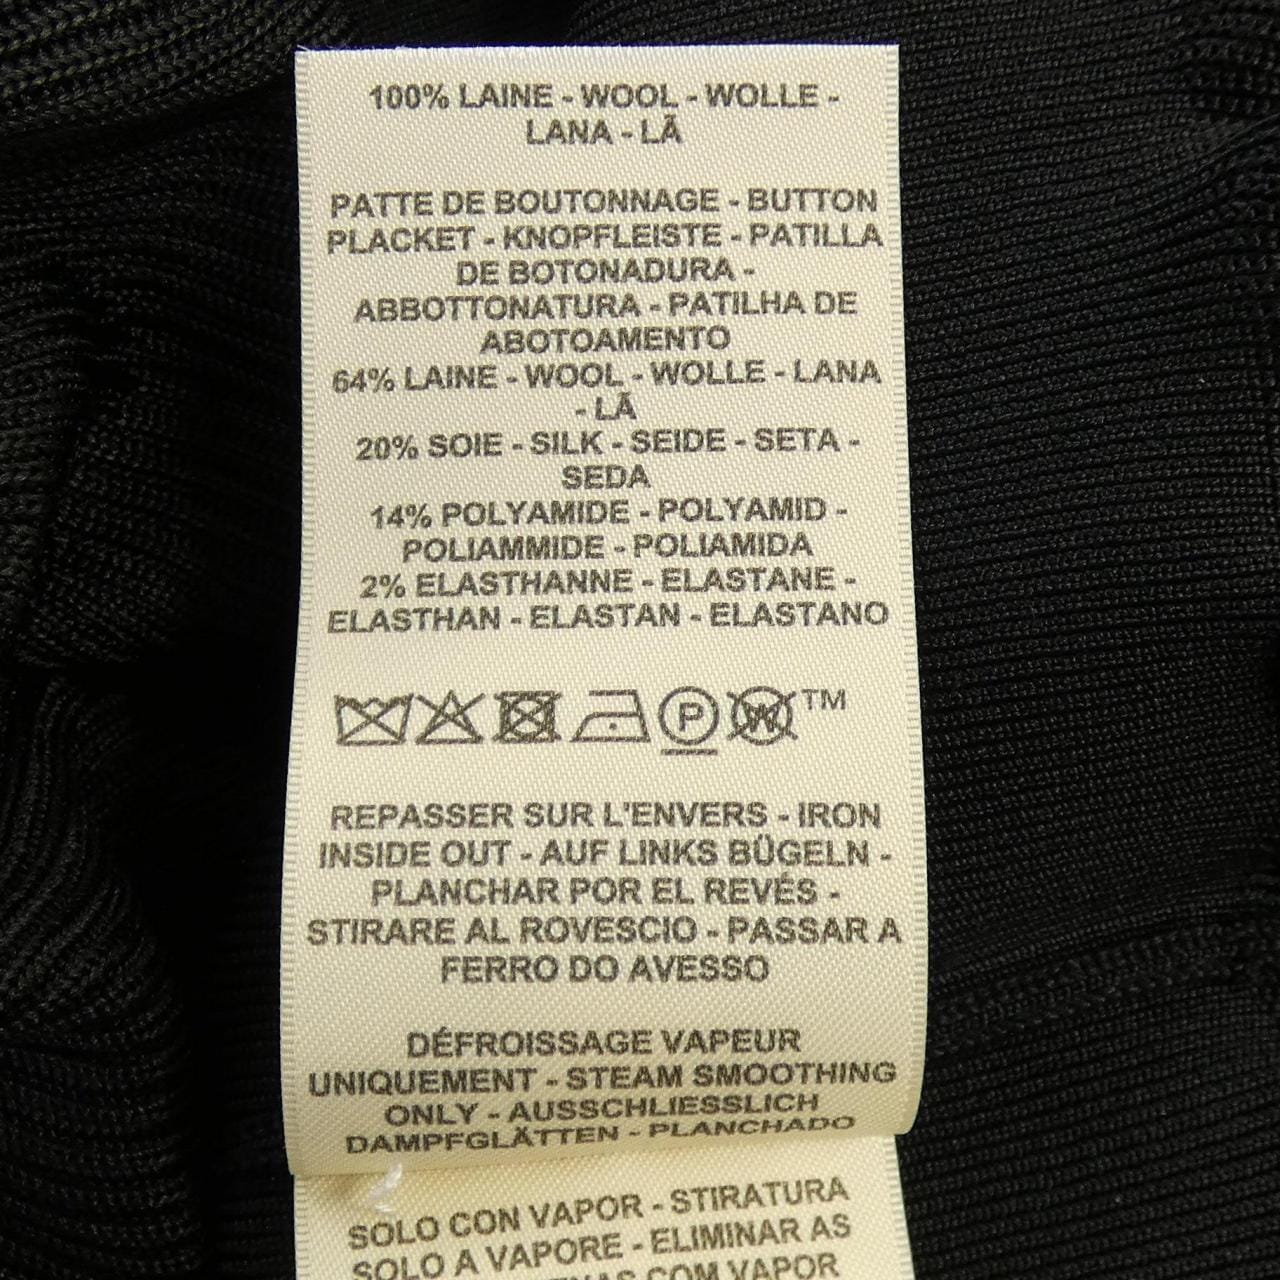 100% LAINE - WOOL - WOLLE -
LANA - LÃ
PATTE DE BOUTONNAGE - BUTTON
PLACKET - KNOPFLEISTE - PATILLA
DE BOTONADURA -
ABBOTTONATURA - PATILHA DE
ABOTOAMENTO
64% LAINE - WOOL - WOLLE - LANA
- LÃ
20% SOIE - SILK - SEIDE - SETA -
SEDA
14% POLYAMIDE - POLYAMID -
POLIAMMIDE - POLIAMIDA
2% ELASTHANNE - ELASTANE -
ELASTHAN - ELASTAN - ELASTANO
P W TM
REPASSER SUR L'ENVERS - IRON
INSIDE OUT - AUF LINKS BÜGELN -
PLANCHAR POR EL REVÉS -
STIRARE AL ROVESCIO - PASSAR A
FERRO DO AVESSO
DÉFROISSAGE VAPEUR
UNIQUEMENT - STEAM SMOOTHING
ONLY - AUSSCHLIESSLICH
DAMPFGLÄTTEN - PLANCHADO
SOLO CON VAPOR - STIRATURA
SOLO A VAPORE - ELIMINAR AS
COM VAPOR